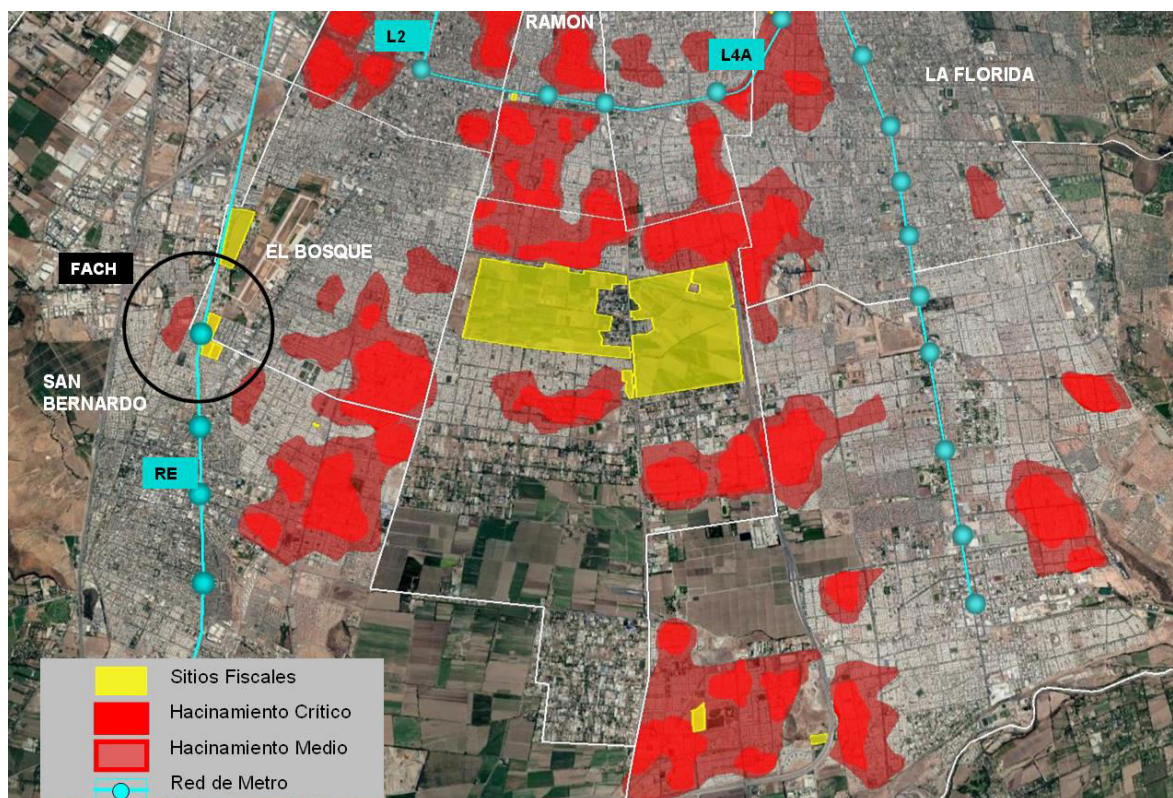 RAMON
L2
L4A
LA FLORIDA
EL BOSQUE
FACH
SAN
BERNARDO
RE
Sitios Fiscales
Hacinamiento Crítico
Hacinamiento Medio
Red de Metro